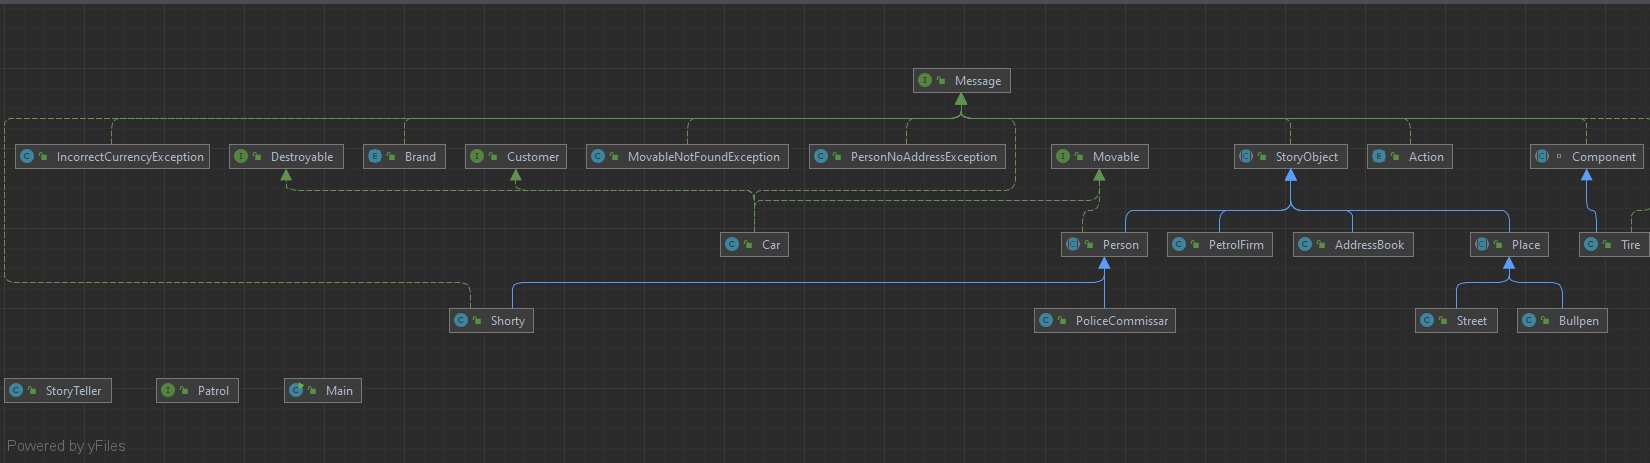 Message
IncorrectCurrencyException
Destroyable
Brand
Customer
MovableNotFoundException
PersonNoAddressException
Movable
StoryObject
Action
Component
Car
Person
PetrolFirm
AddressBook
Place
Tire
Shorty
PoliceCommissar
Street
Bullpen
StoryTeller
Patrol
Main
Powered by yFiles